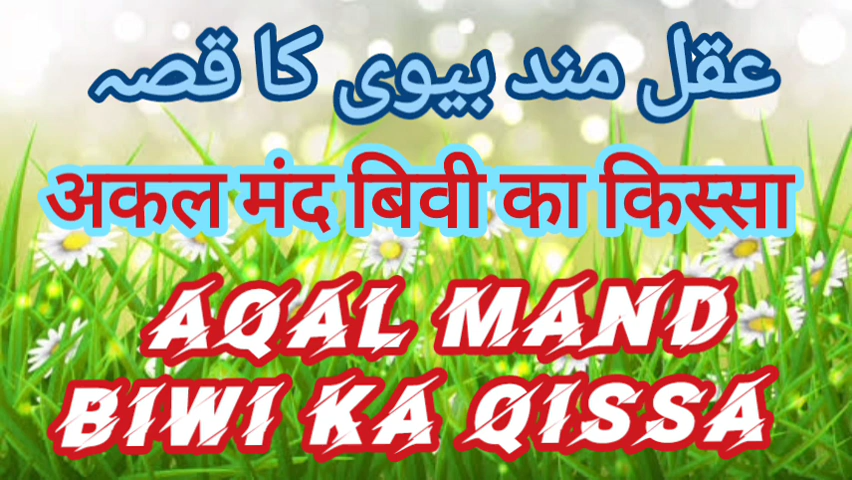 عقل مند بیوی کا قصہ
अकल मंद बिवी का किस्सा
AQAL MAND
BIWI KA QISSA